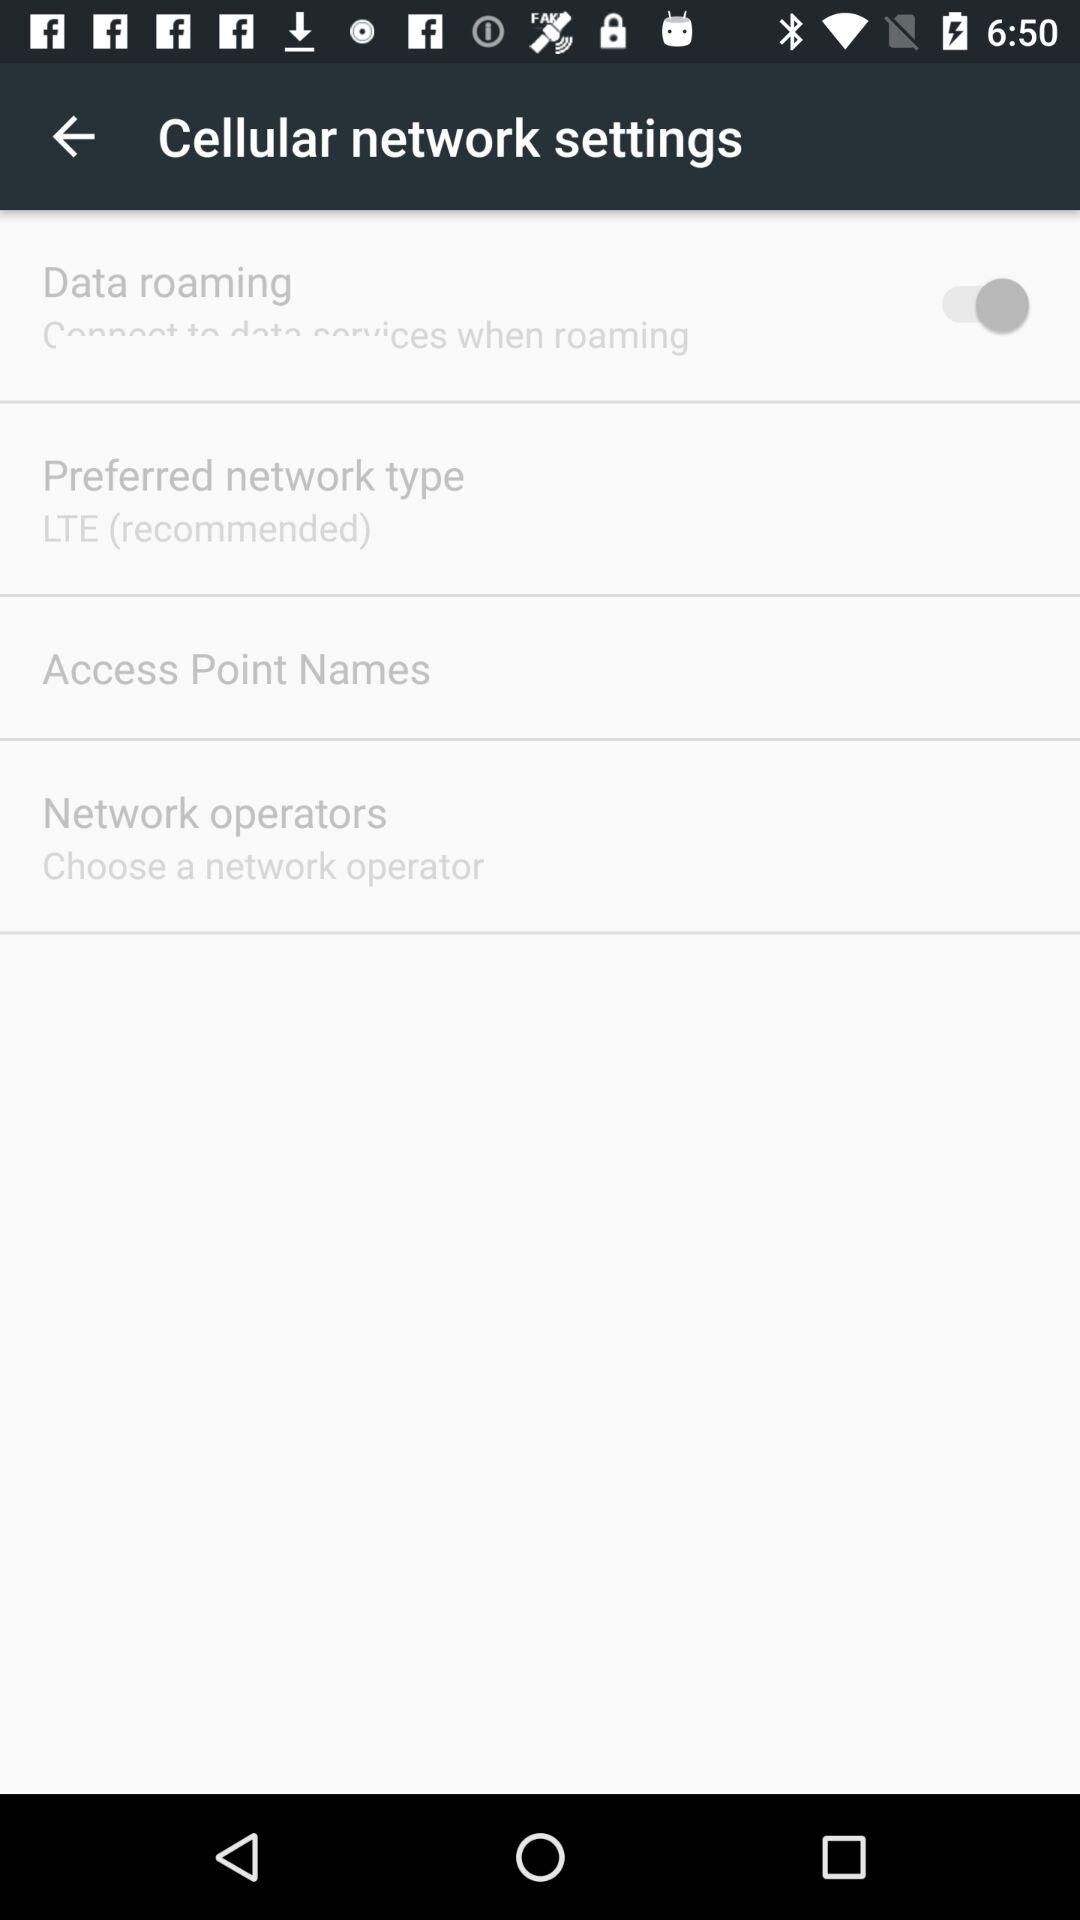 FAKE
6:50
Cellular network settings
Data roaming
Connect to data services when roaming
Preferred network type
LTE (recommended)
Access Point Names
Network operators
Choose a network operator